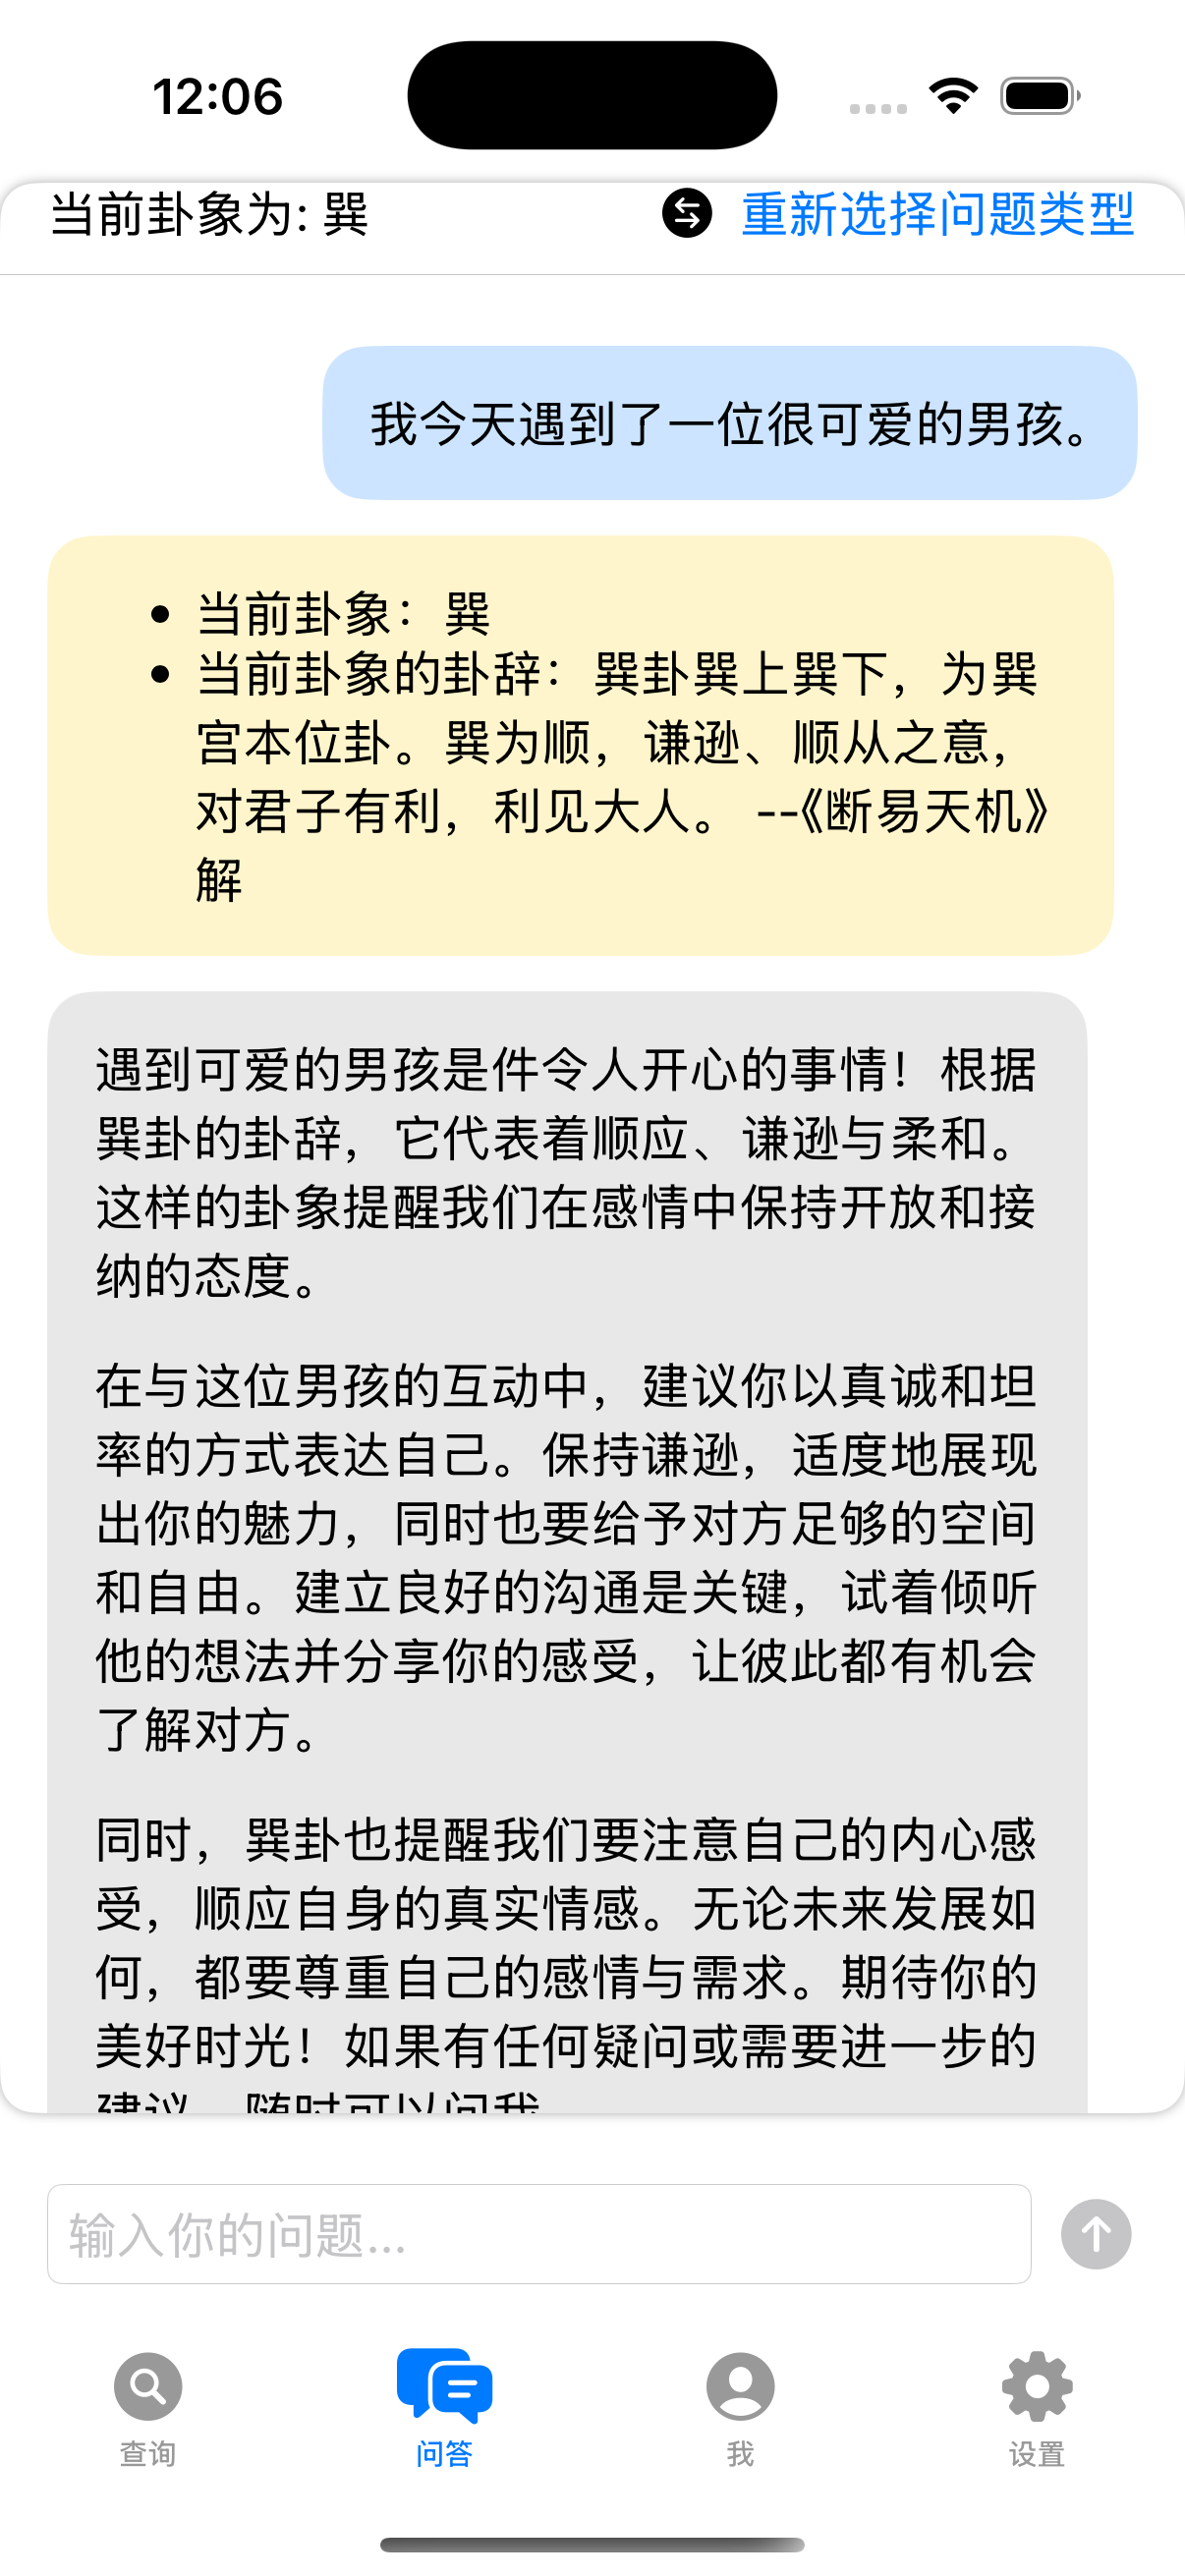 12:06
当前卦象为: 巽
重新选择问题类型
我今天遇到了一位很可爱的男孩。
当前卦象：巽
当前卦象的卦辞：巽卦巽上巽下，为巽
宫本位卦。巽为顺，谦逊、顺从之意，
对君子有利，利见大人。 --《断易天机》
解
遇到可爱的男孩是件令人开心的事情！根据
巽卦的卦辞，它代表着顺应、谦逊与柔和。
这样的卦象提醒我们在感情中保持开放和接
纳的态度。
在与这位男孩的互动中，建议你以真诚和坦
率的方式表达自己。保持谦逊，适度地展现
出你的魅力，同时也要给予对方足够的空间
和自由。建立良好的沟通是关键，试着倾听
他的想法并分享你的感受，让彼此都有机会
了解对方。
同时，巽卦也提醒我们要注意自己的内心感
受，顺应自身的真实情感。无论未来发展如
何，都要尊重自己的感情与需求。期待你的
美好时光！如果有任何疑问或需要进一步的
建议，随时可以问我
输入你的问题...
查询
问答
我
设置